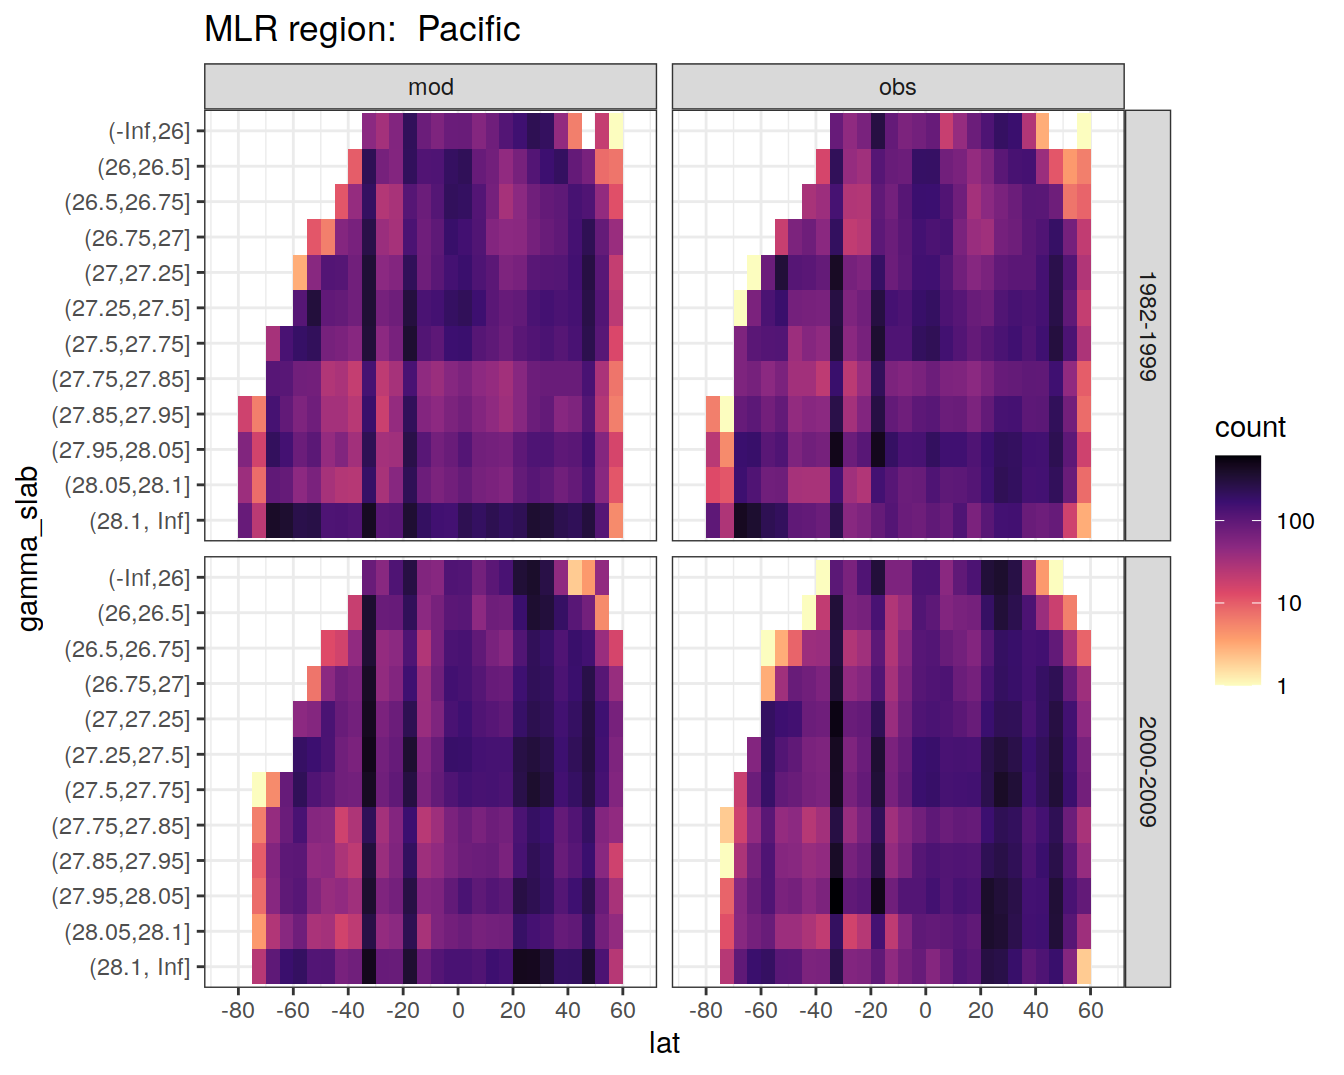 MLR region:  Pacific
mod obs
(-Inf,26]
(26,26.5]
(26.5,26.75]
(26.75,27]
(27,27.25]
(27.25,27.5]
(27.5,27.75]
(27.75,27.85]
(27.85,27.95]
(27.95,28.05]
(28.05,28.1]
(28.1, Inf]
1982-1999
(-Inf,26]
(26,26.5]
(26.5,26.75]
(26.75,27]
(27,27.25]
(27.25,27.5]
(27.5,27.75]
(27.75,27.85]
(27.85,27.95]
(27.95,28.05]
(28.05,28.1]
(28.1, Inf]
2000-2009
gamma_slab
-80 -60 -40 -20 0 20 40 60 -80 -60 -40 -20 0 20 40 60
lat
count
100
10
1